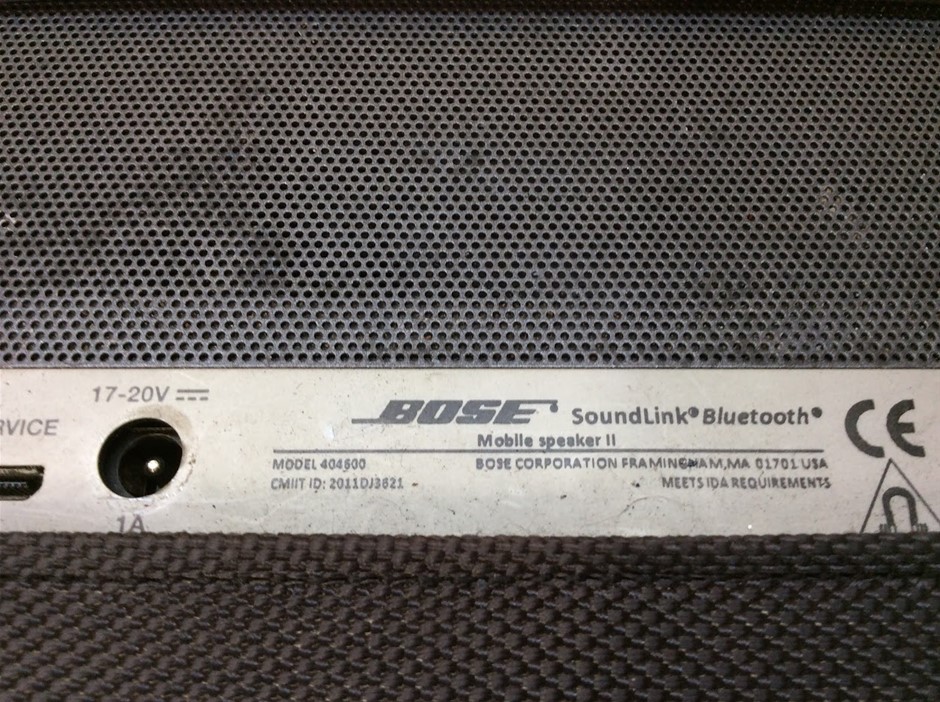 17-20V
RVICE
1A
BOSE® SoundLink® Bluetooth®
Mobile speaker II
MODEL 404600
BOSE CORPORATION FRAMINGHAM,MA 01701 USA
CMIIT ID: 2011DJ3621
MEETS IDA REQUIREMENTS
CE